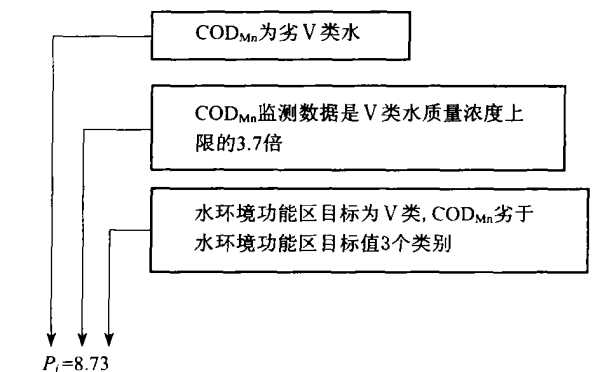 COD_Mn为劣Ⅴ类水
COD_Mn监测数据是Ⅴ类水质量浓度上
限的3.7倍
水环境功能区目标为Ⅴ类,COD_Mn劣于
水环境功能区目标值3个类别
P_i=8.73